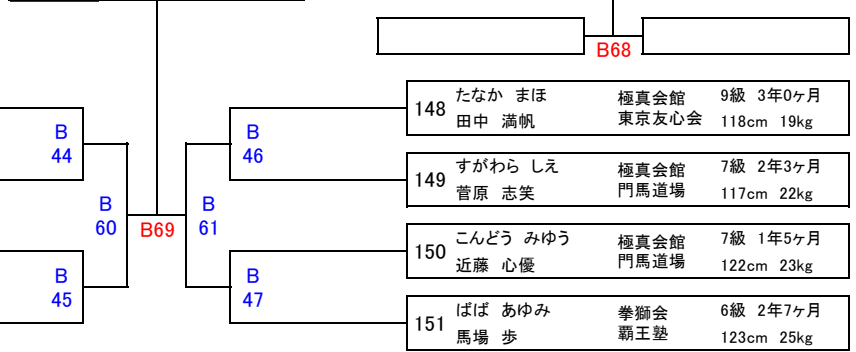 B68
148 たなか まほ 極真会館 9級 3年0ヶ月
田中 満帆 東京友心会 118cm 19kg
B 44
B 46
149 すがわら しえ 極真会館 7級 2年3ヶ月
菅原 志笑 門馬道場 117cm 22kg
B 60
B69
B 61
150 こんどう みゆう 極真会館 7級 1年5ヶ月
近藤 心優 門馬道場 122cm 23kg
B 45
B 47
151 ばば あゆみ 拳獅会 6級 2年7ヶ月
馬場 歩 覇王塾 123cm 25kg